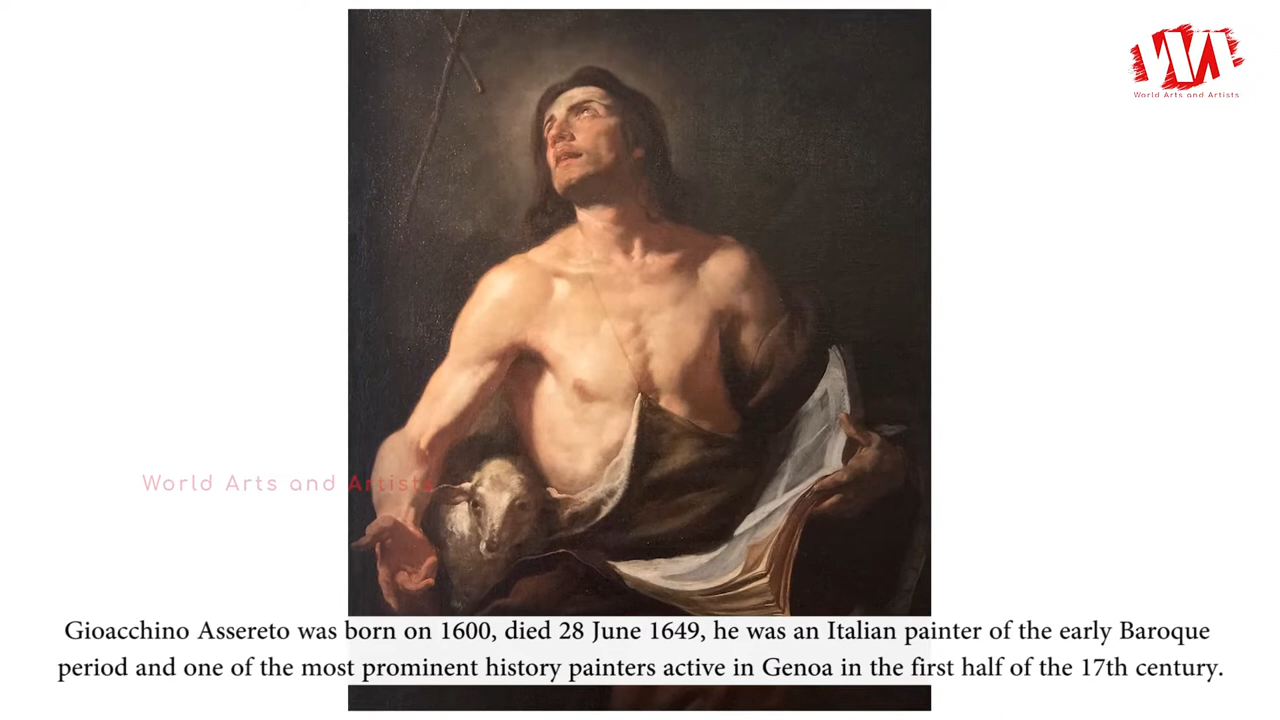 World Arts and Artists
World Arts and Artists
Gioacchino Assereto was born on 1600, died 28 June 1649, he was an Italian painter of the early Baroque
period and one of the most prominent history painters active in Genoa in the first half of the 17th century.